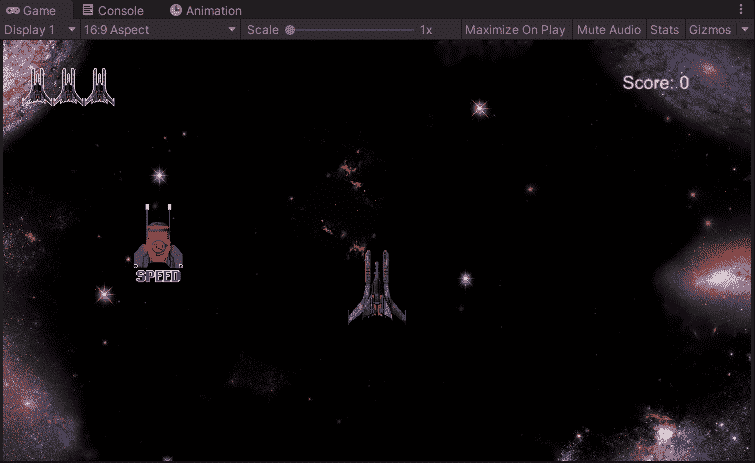 Game Console Animation
Display 1 16:9 Aspect Scale 1x Maximize On Play Mute Audio Stats Gizmos
Score: 0
SPEED